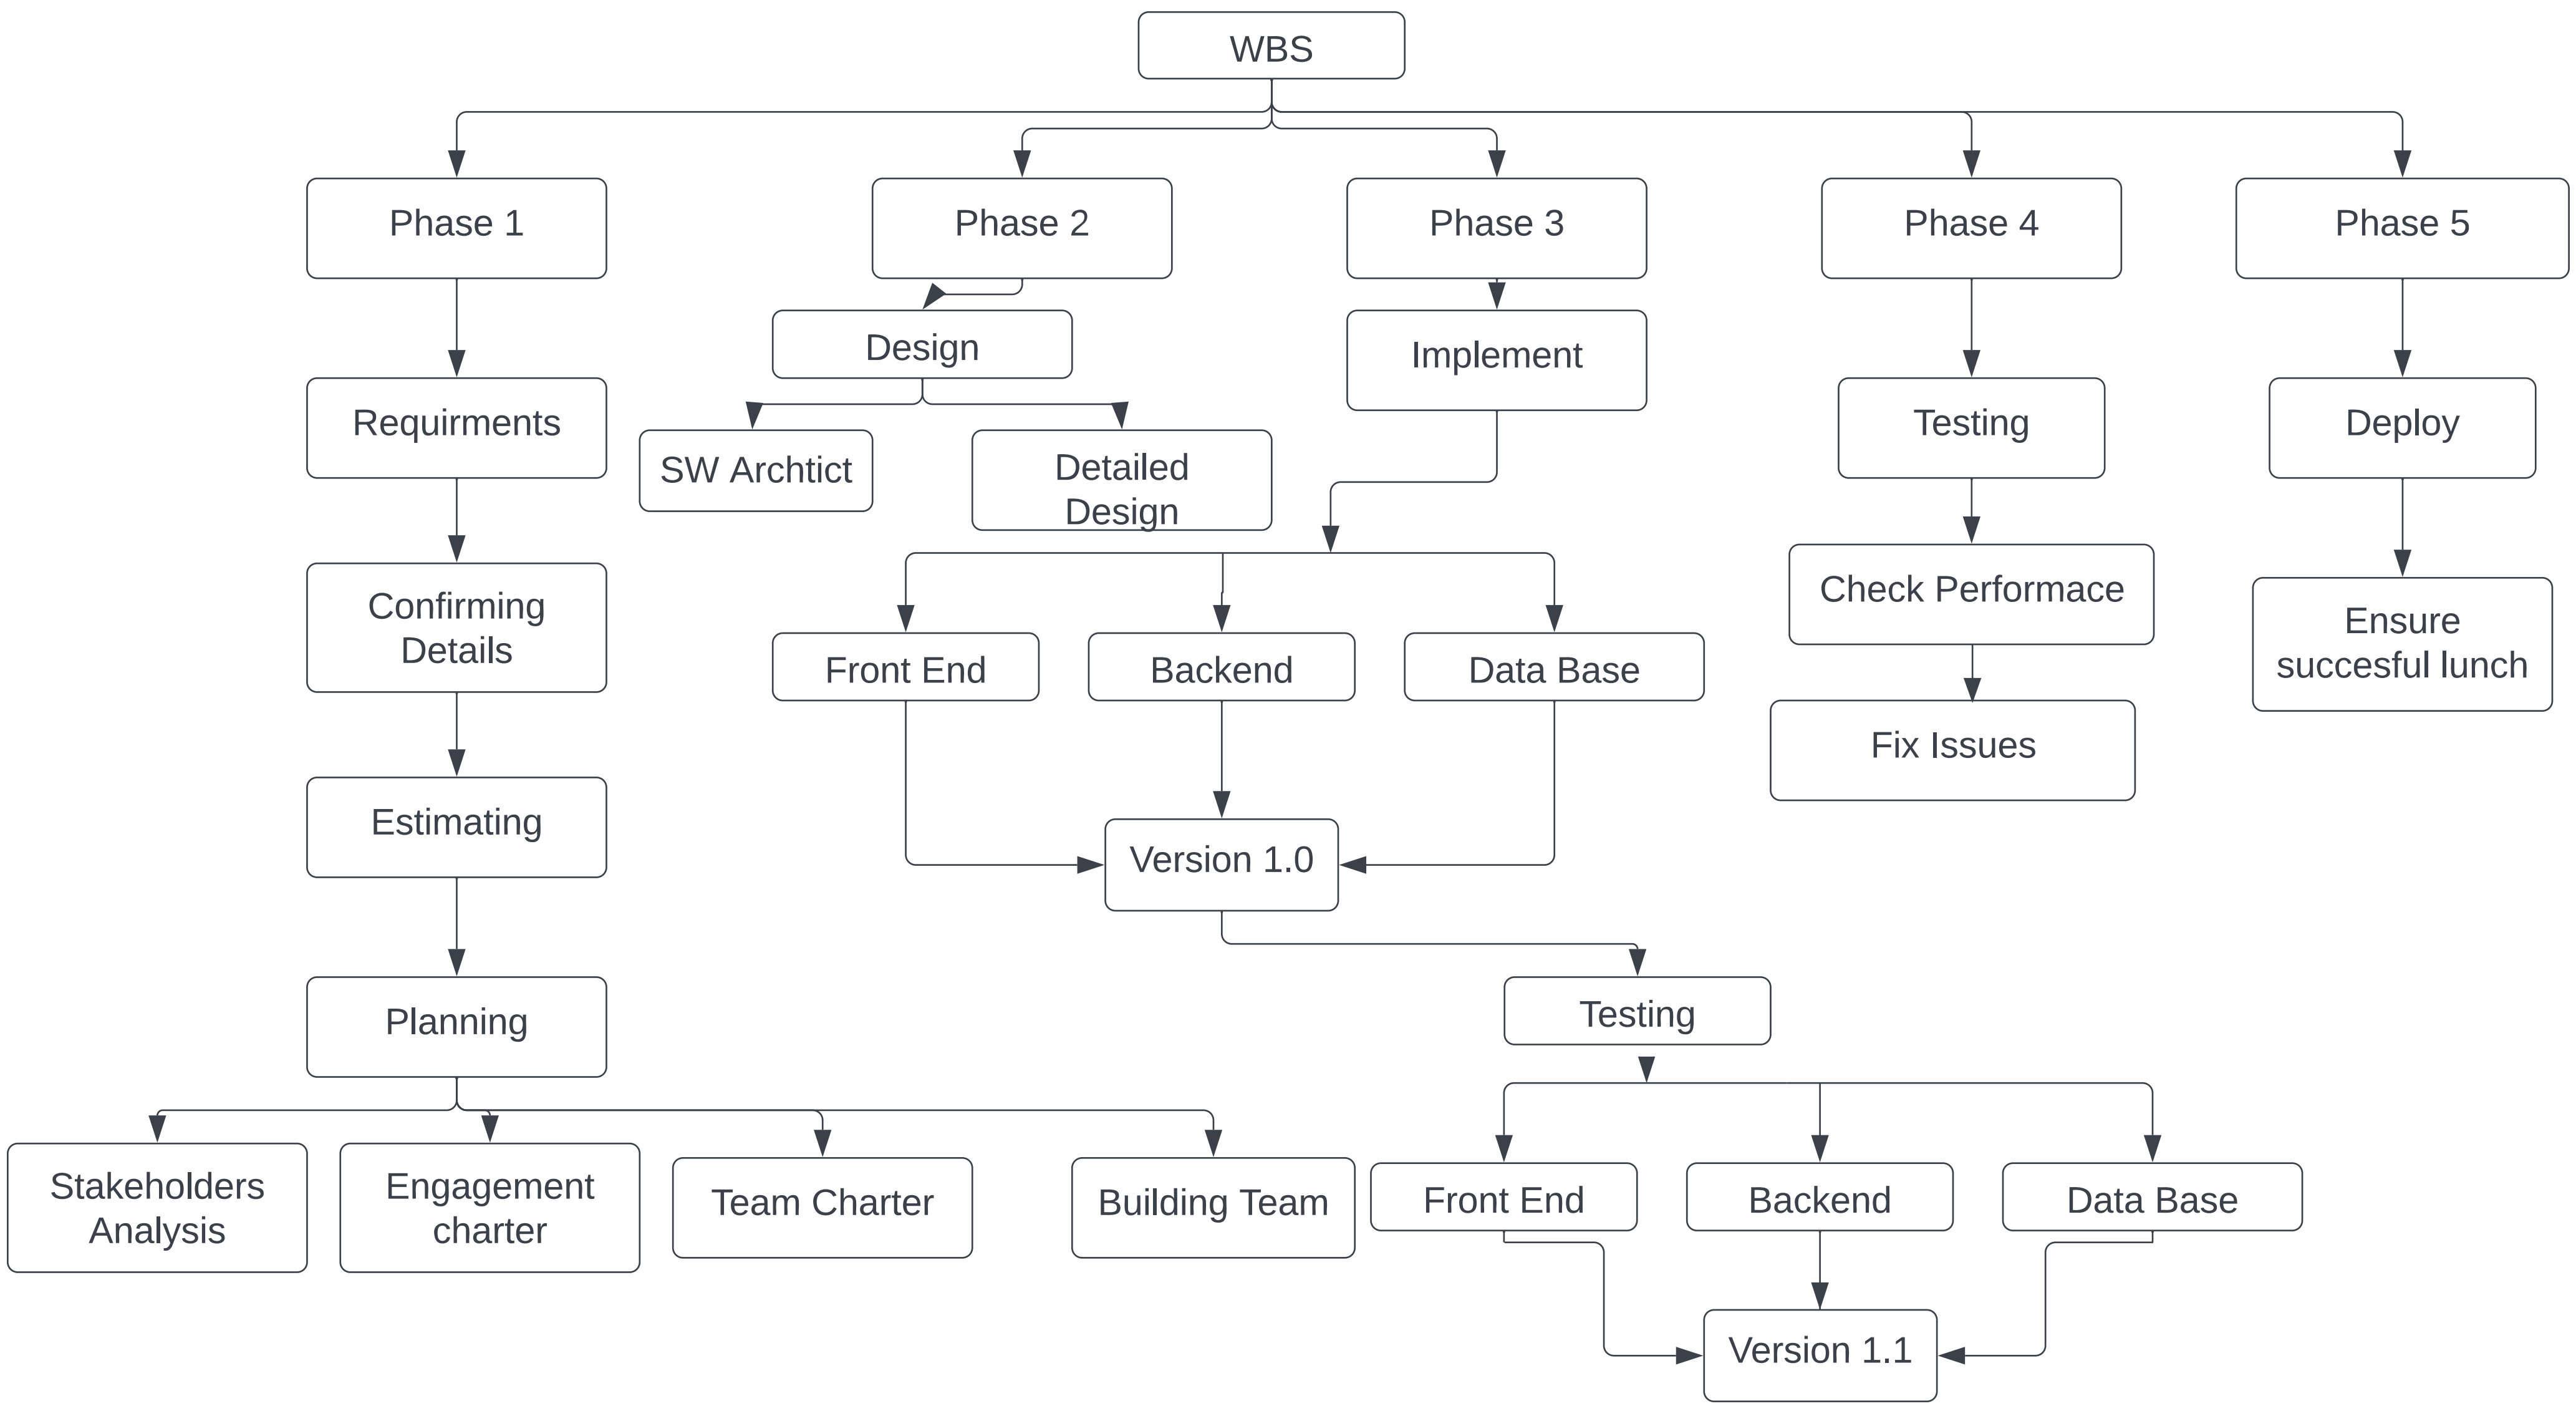 WBS
Phase 1
Phase 2
Phase 3
Phase 4
Phase 5
Design
Implement
Requirments
Testing
Deploy
SW Archtict
Detailed
Design
Confirming
Details
Check Performace
Ensure
succesful lunch
Front End
Backend
Data Base
Fix Issues
Estimating
Version 1.0
Planning
Testing
Stakeholders
Analysis
Engagement
charter
Team Charter
Building Team
Front End
Backend
Data Base
Version 1.1